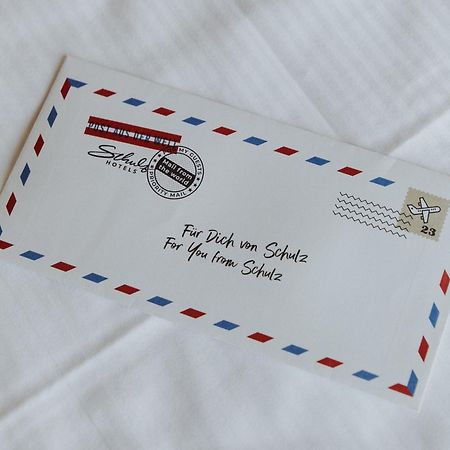 POST AUS DER WELT
Schulz
HOTELS
MY GUESTS
Mail from
the world
PRIORITY MAIL
23
Für Dich von Schulz
For You from Schulz